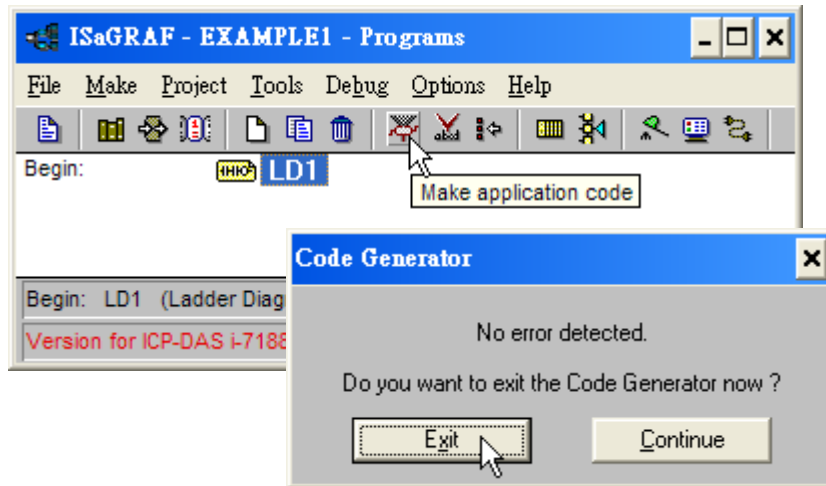 ISaGRAF - EXAMPLE1 - Programs
File Make Project Tools Debug Options Help
Begin: LD1
Make application code
Code Generator
Begin: LD1 (Ladder Diag
Version for ICP-DAS i-7188
No error detected.
Do you want to exit the Code Generator now ?
Exit Continue